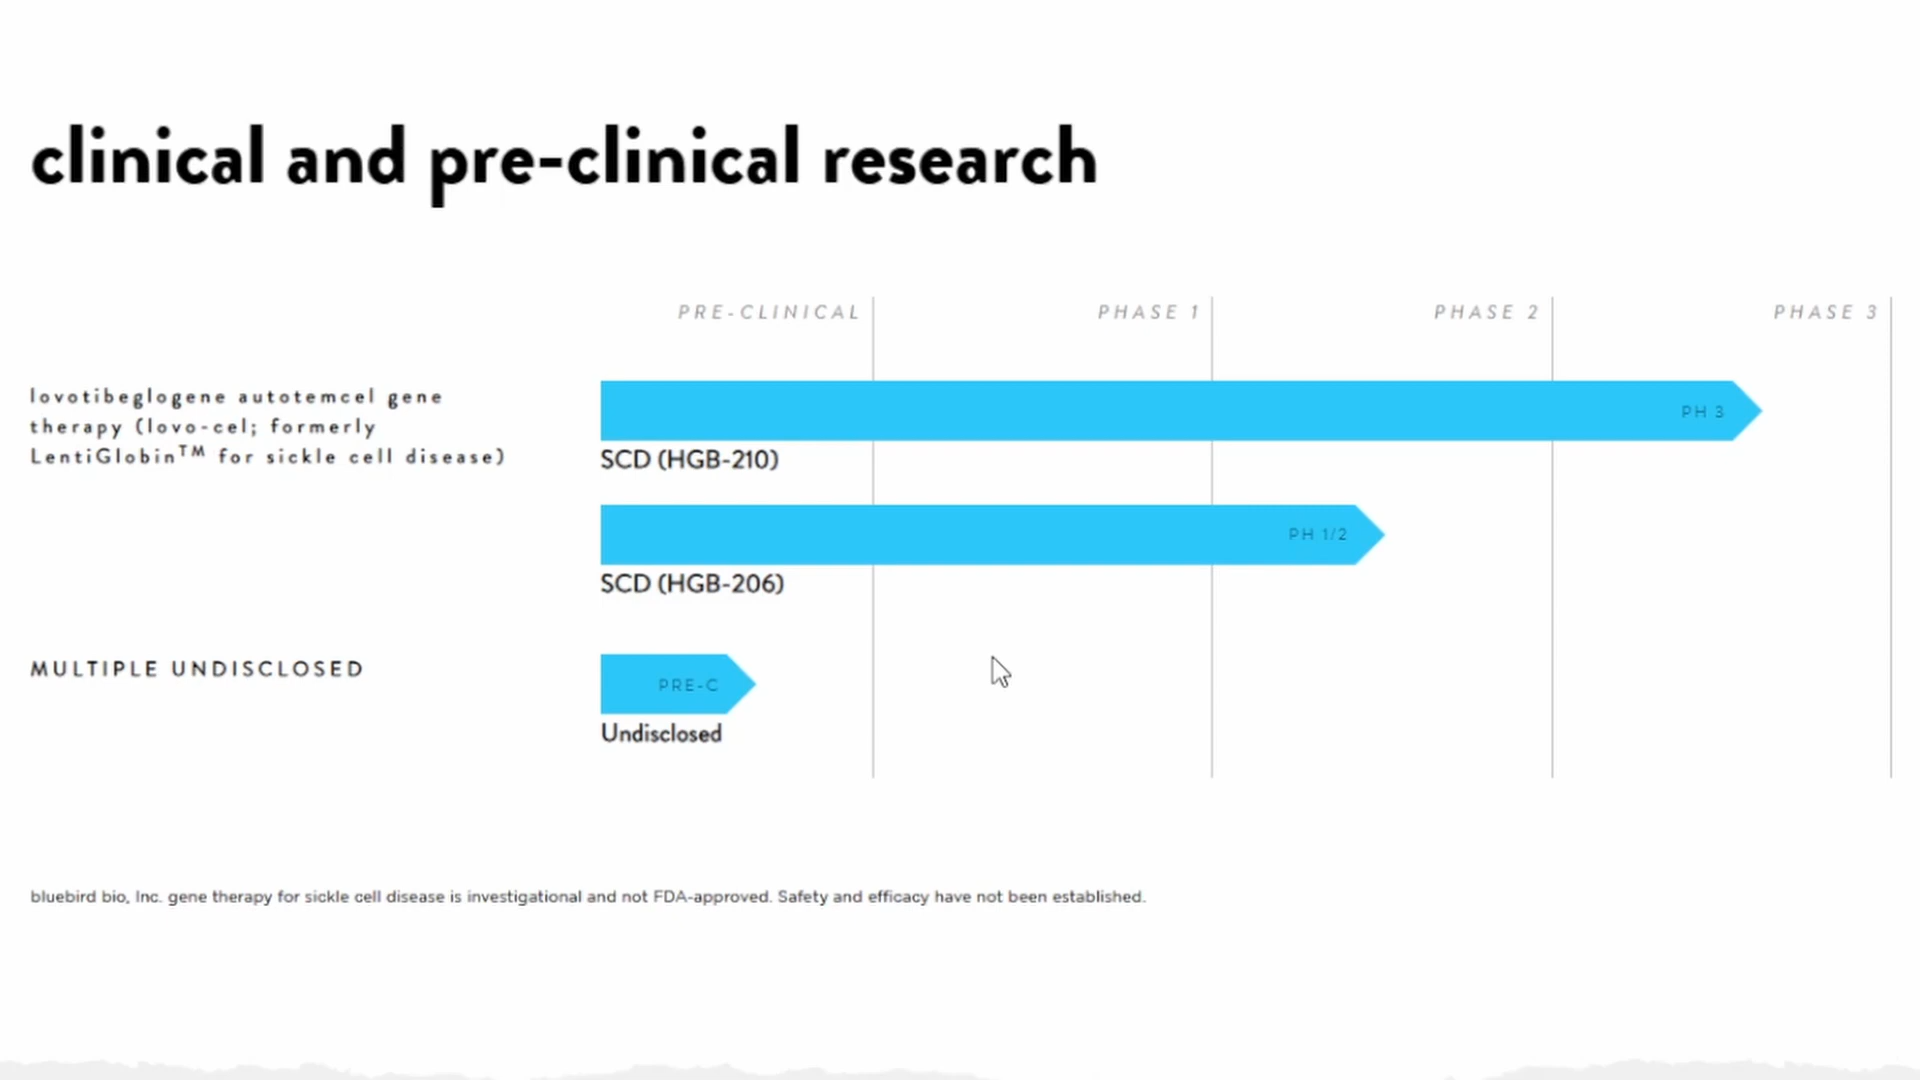 clinical and pre-clinical research
PRE-CLINICAL PHASE 1 PHASE 2 PHASE 3
lovotibeglogene autotemcel gene
therapy (lovo-cel; formerly
LentiGlobin™ for sickle cell disease)
PH 3
SCD (HGB-210)
PH 1/2
SCD (HGB-206)
MULTIPLE UNDISCLOSED
PRE-C
Undisclosed
bluebird bio, Inc. gene therapy for sickle cell disease is investigational and not FDA-approved. Safety and efficacy have not been established.